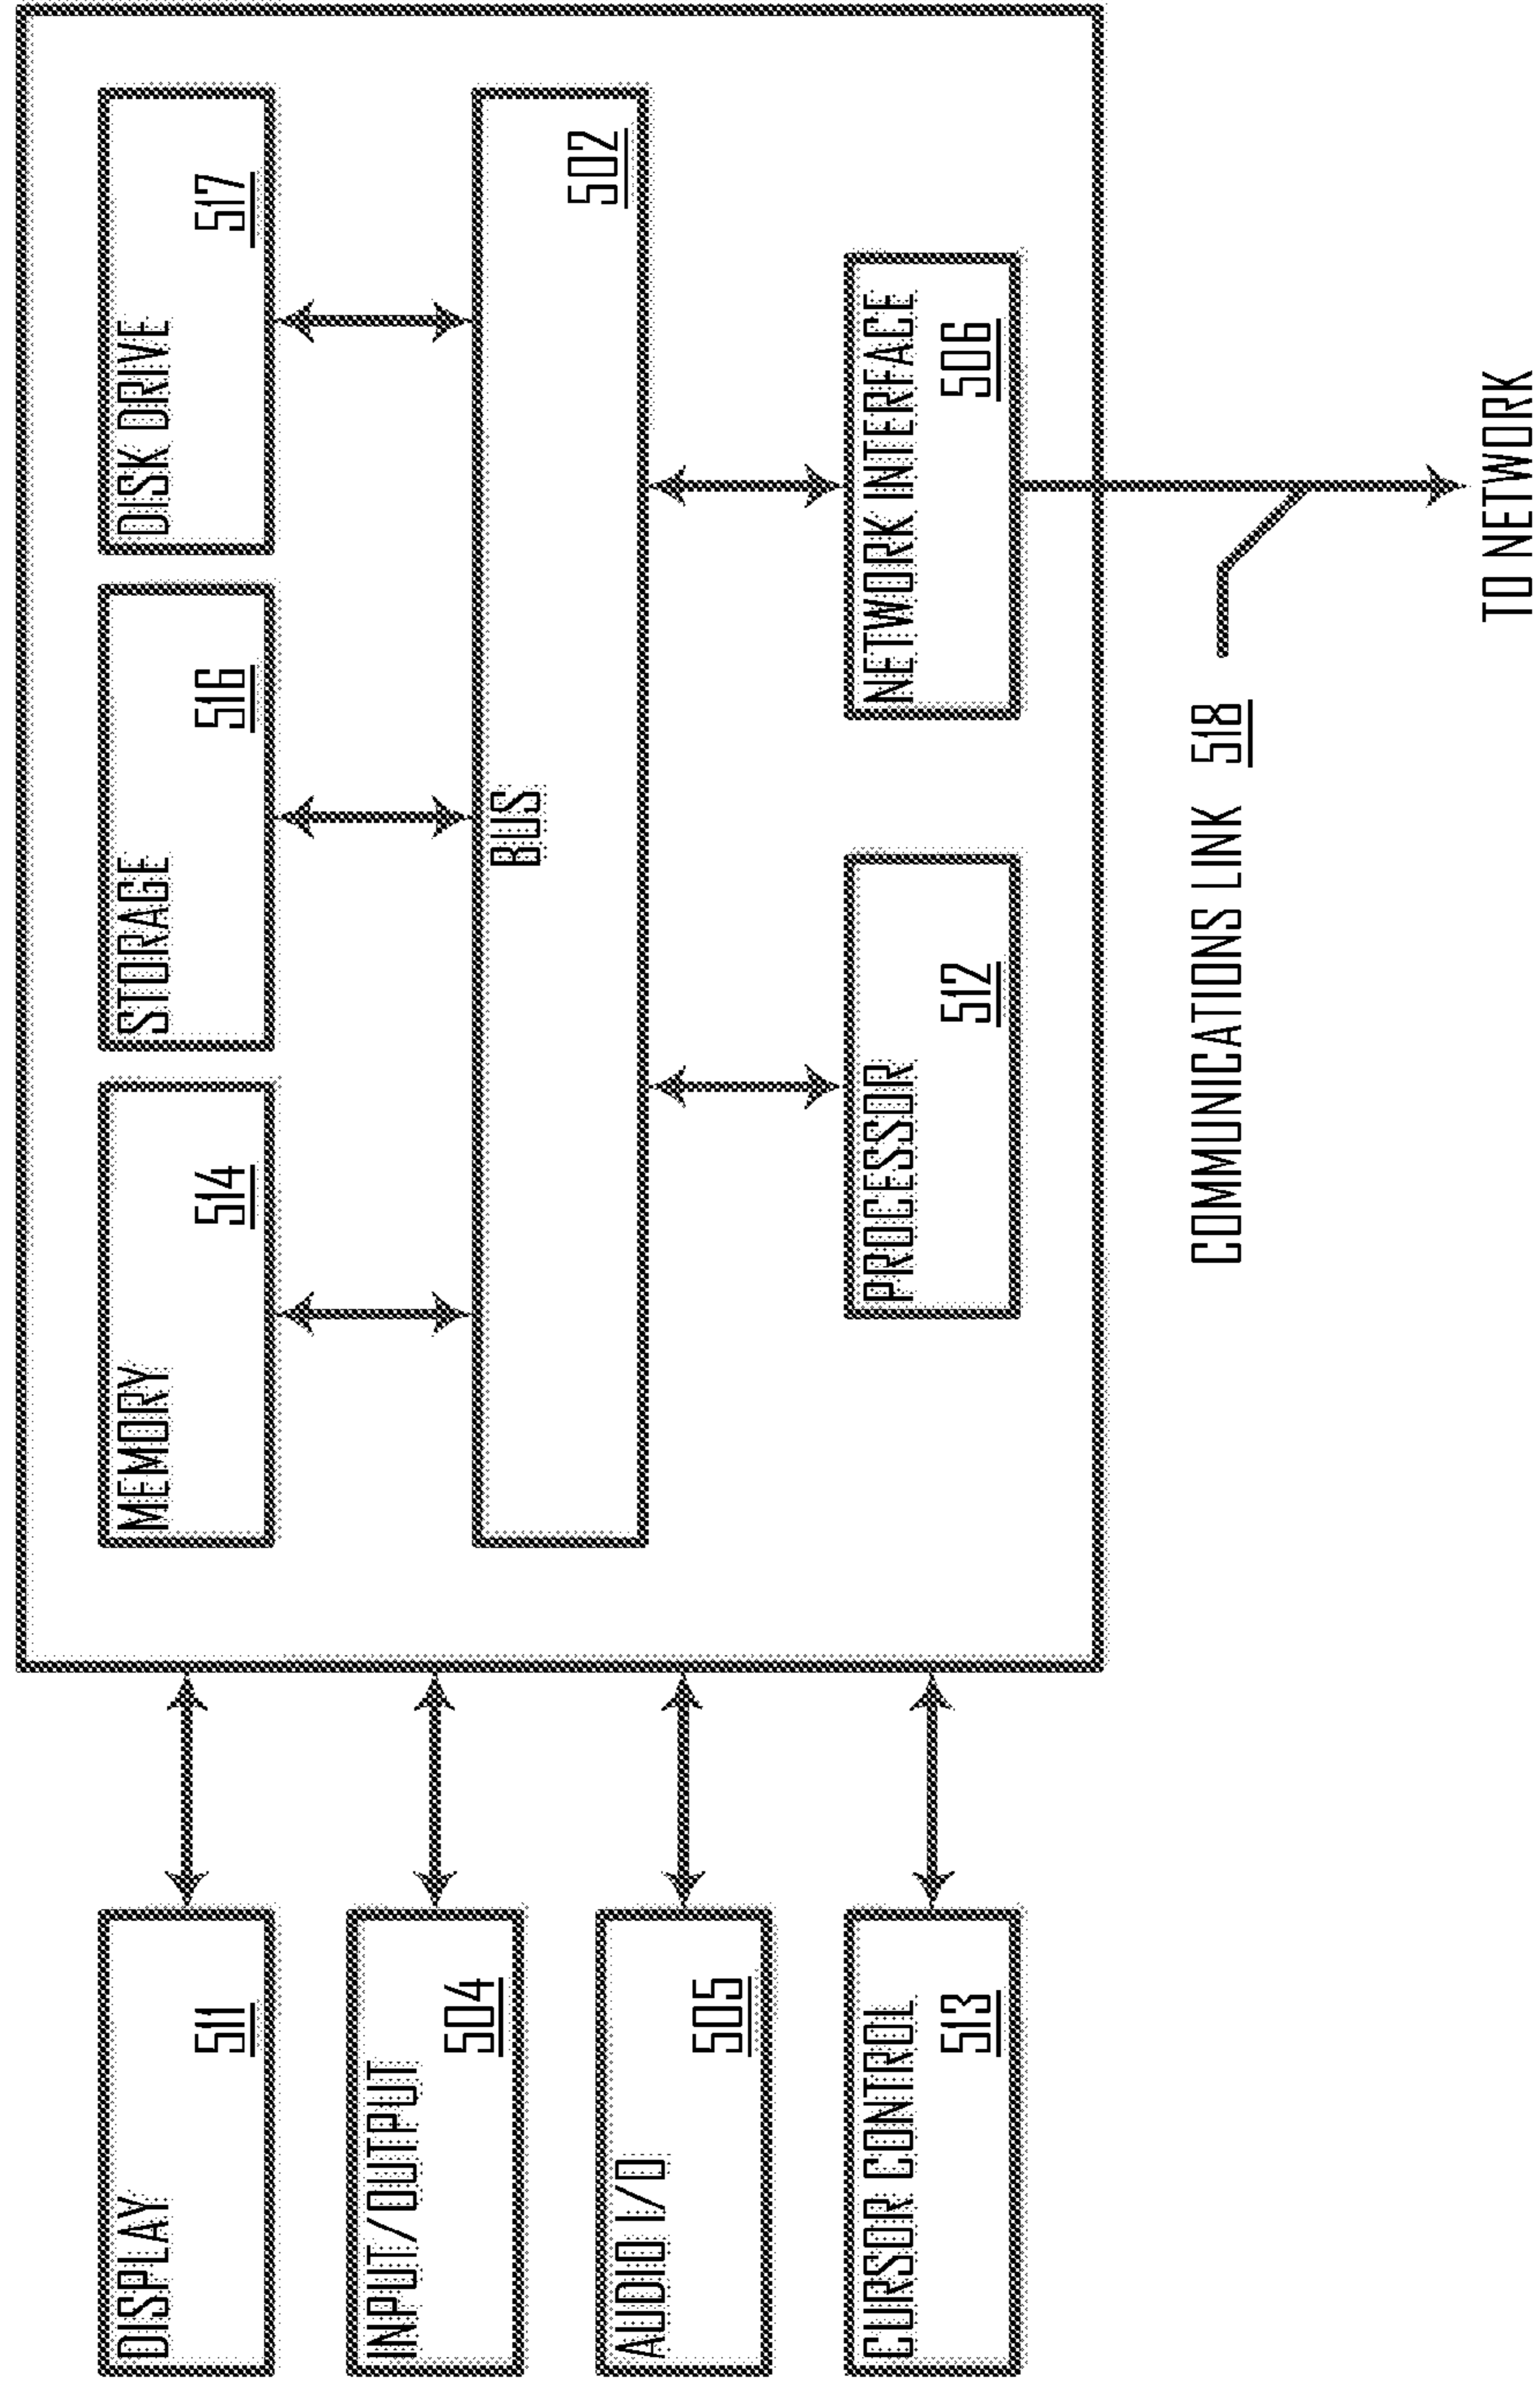 DISPLAY
511
INPUT/OUTPUT
504
AUDIO I/O
505
CURSOR CONTROL
513
MEMORY
514
STORAGE
516
DISK DRIVE
517
BUS
502
PROCESSOR
512
NETWORK INTERFACE
506
COMMUNICATIONS LINK 518
TO NETWORK